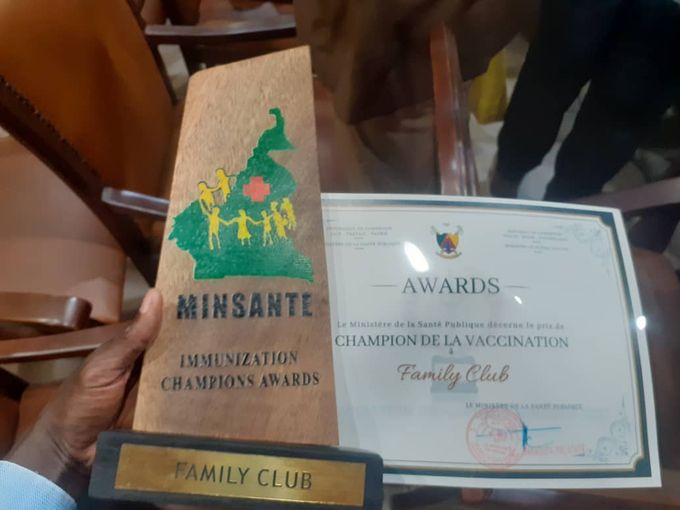 MINSANTE
IMMUNIZATION
CHAMPIONS AWARDS
FAMILY CLUB
AWARDS
Le Ministère de la Santé Publique décerne le prix de
CHAMPION DE LA VACCINATION
à
Family Club
LE MINISTRE DE LA SANTE PUBLIQUE